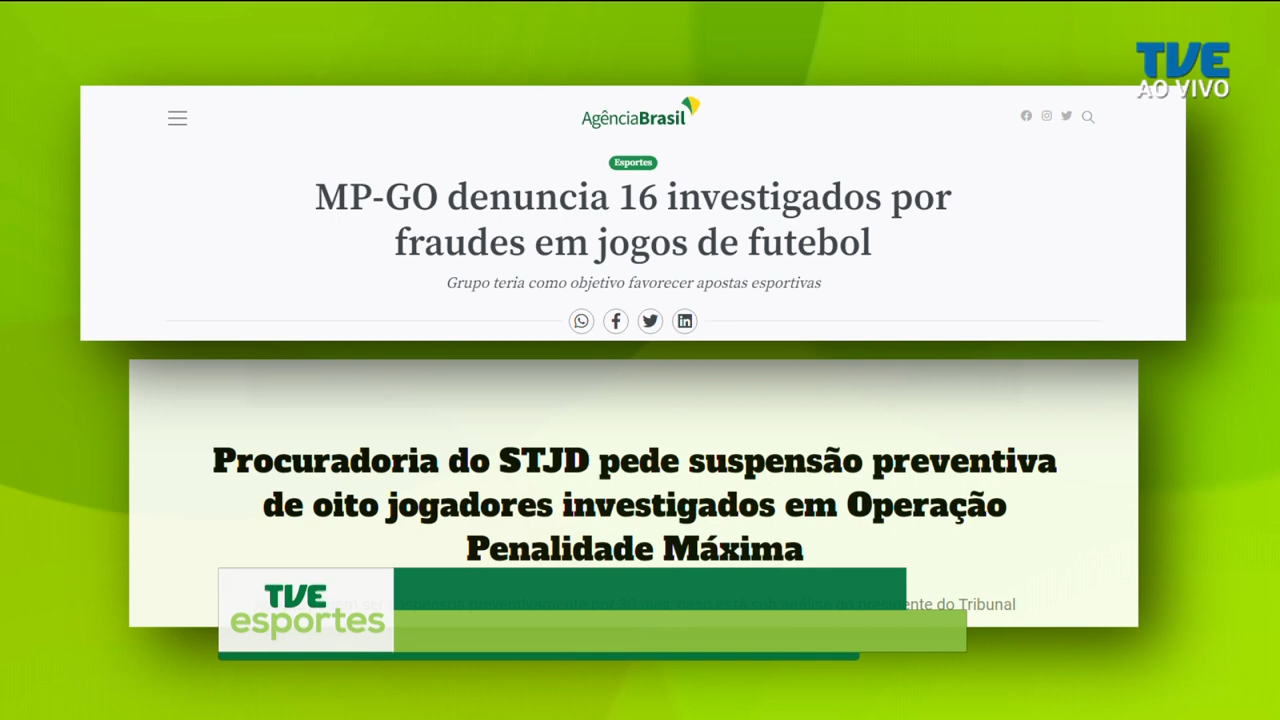 TVE
AO VIVO
AgênciaBrasil
Esportes
MP-GO denuncia 16 investigados por
fraudes em jogos de futebol
Grupo teria como objetivo favorecer apostas esportivas
Procuradoria do STJD pede suspensão preventiva
de oito jogadores investigados em Operação
Penalidade Máxima
do Tribunal
TVE
esportes